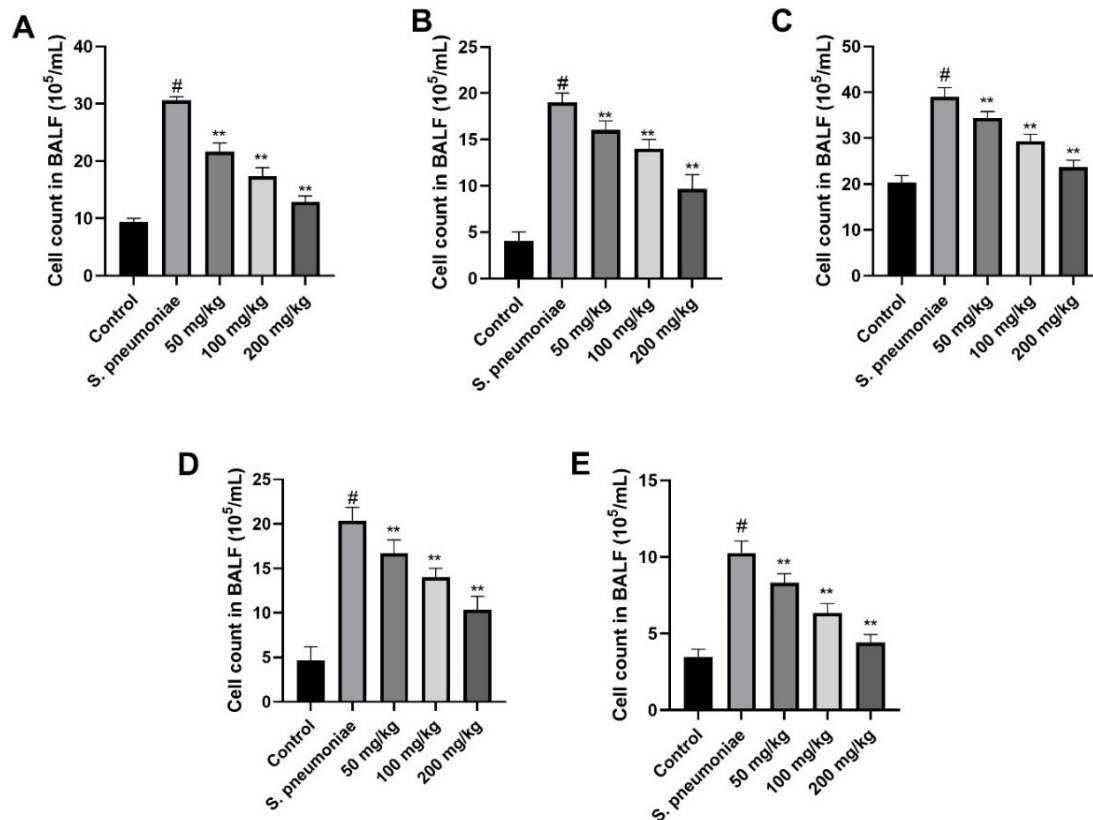 A
Cell count in BALF (10⁵/mL)
40
30
20
10
0
#
**
**
**
Control
S. pneumoniae
50 mg/kg
100 mg/kg
200 mg/kg
B
Cell count in BALF (10⁵/mL)
25
20
15
10
5
0
#
**
**
**
Control
S. pneumoniae
50 mg/kg
100 mg/kg
200 mg/kg
C
Cell count in BALF (10⁵/mL)
50
40
30
20
10
0
#
**
**
**
Control
S. pneumoniae
50 mg/kg
100 mg/kg
200 mg/kg
D
Cell count in BALF (10⁵/mL)
25
20
15
10
5
0
#
**
**
**
Control
S. pneumoniae
50 mg/kg
100 mg/kg
200 mg/kg
E
Cell count in BALF (10⁵/mL)
15
10
5
0
#
**
**
**
Control
S. pneumoniae
50 mg/kg
100 mg/kg
200 mg/kg